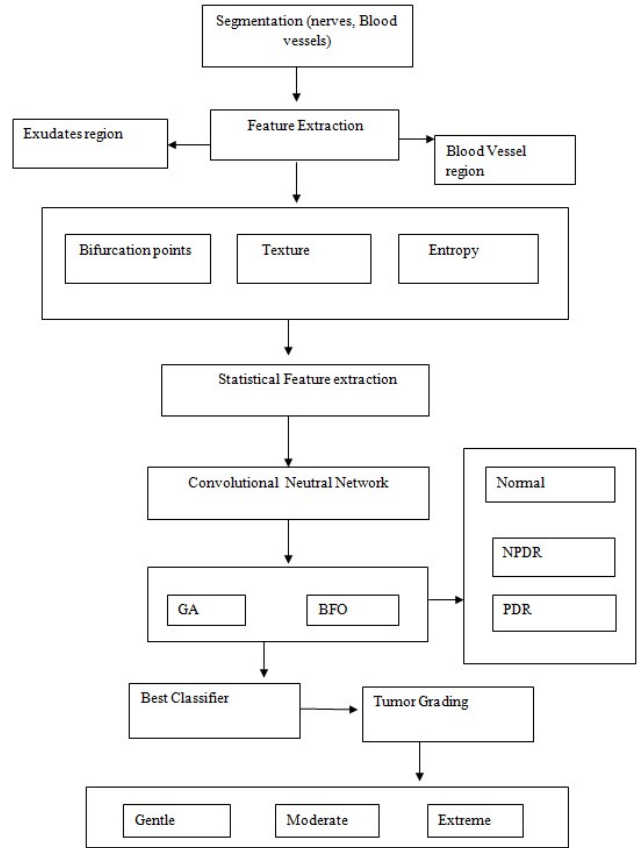 Segmentation (nerves, Blood
vessels)
Feature Extraction
Exudates region
Blood Vessel
region
Bifurcation points
Texture
Entropy
Statistical Feature extraction
Convolutional Neutral Network
Normal
NPDR
PDR
GA
BFO
Best Classifier
Tumor Grading
Gentle
Moderate
Extreme